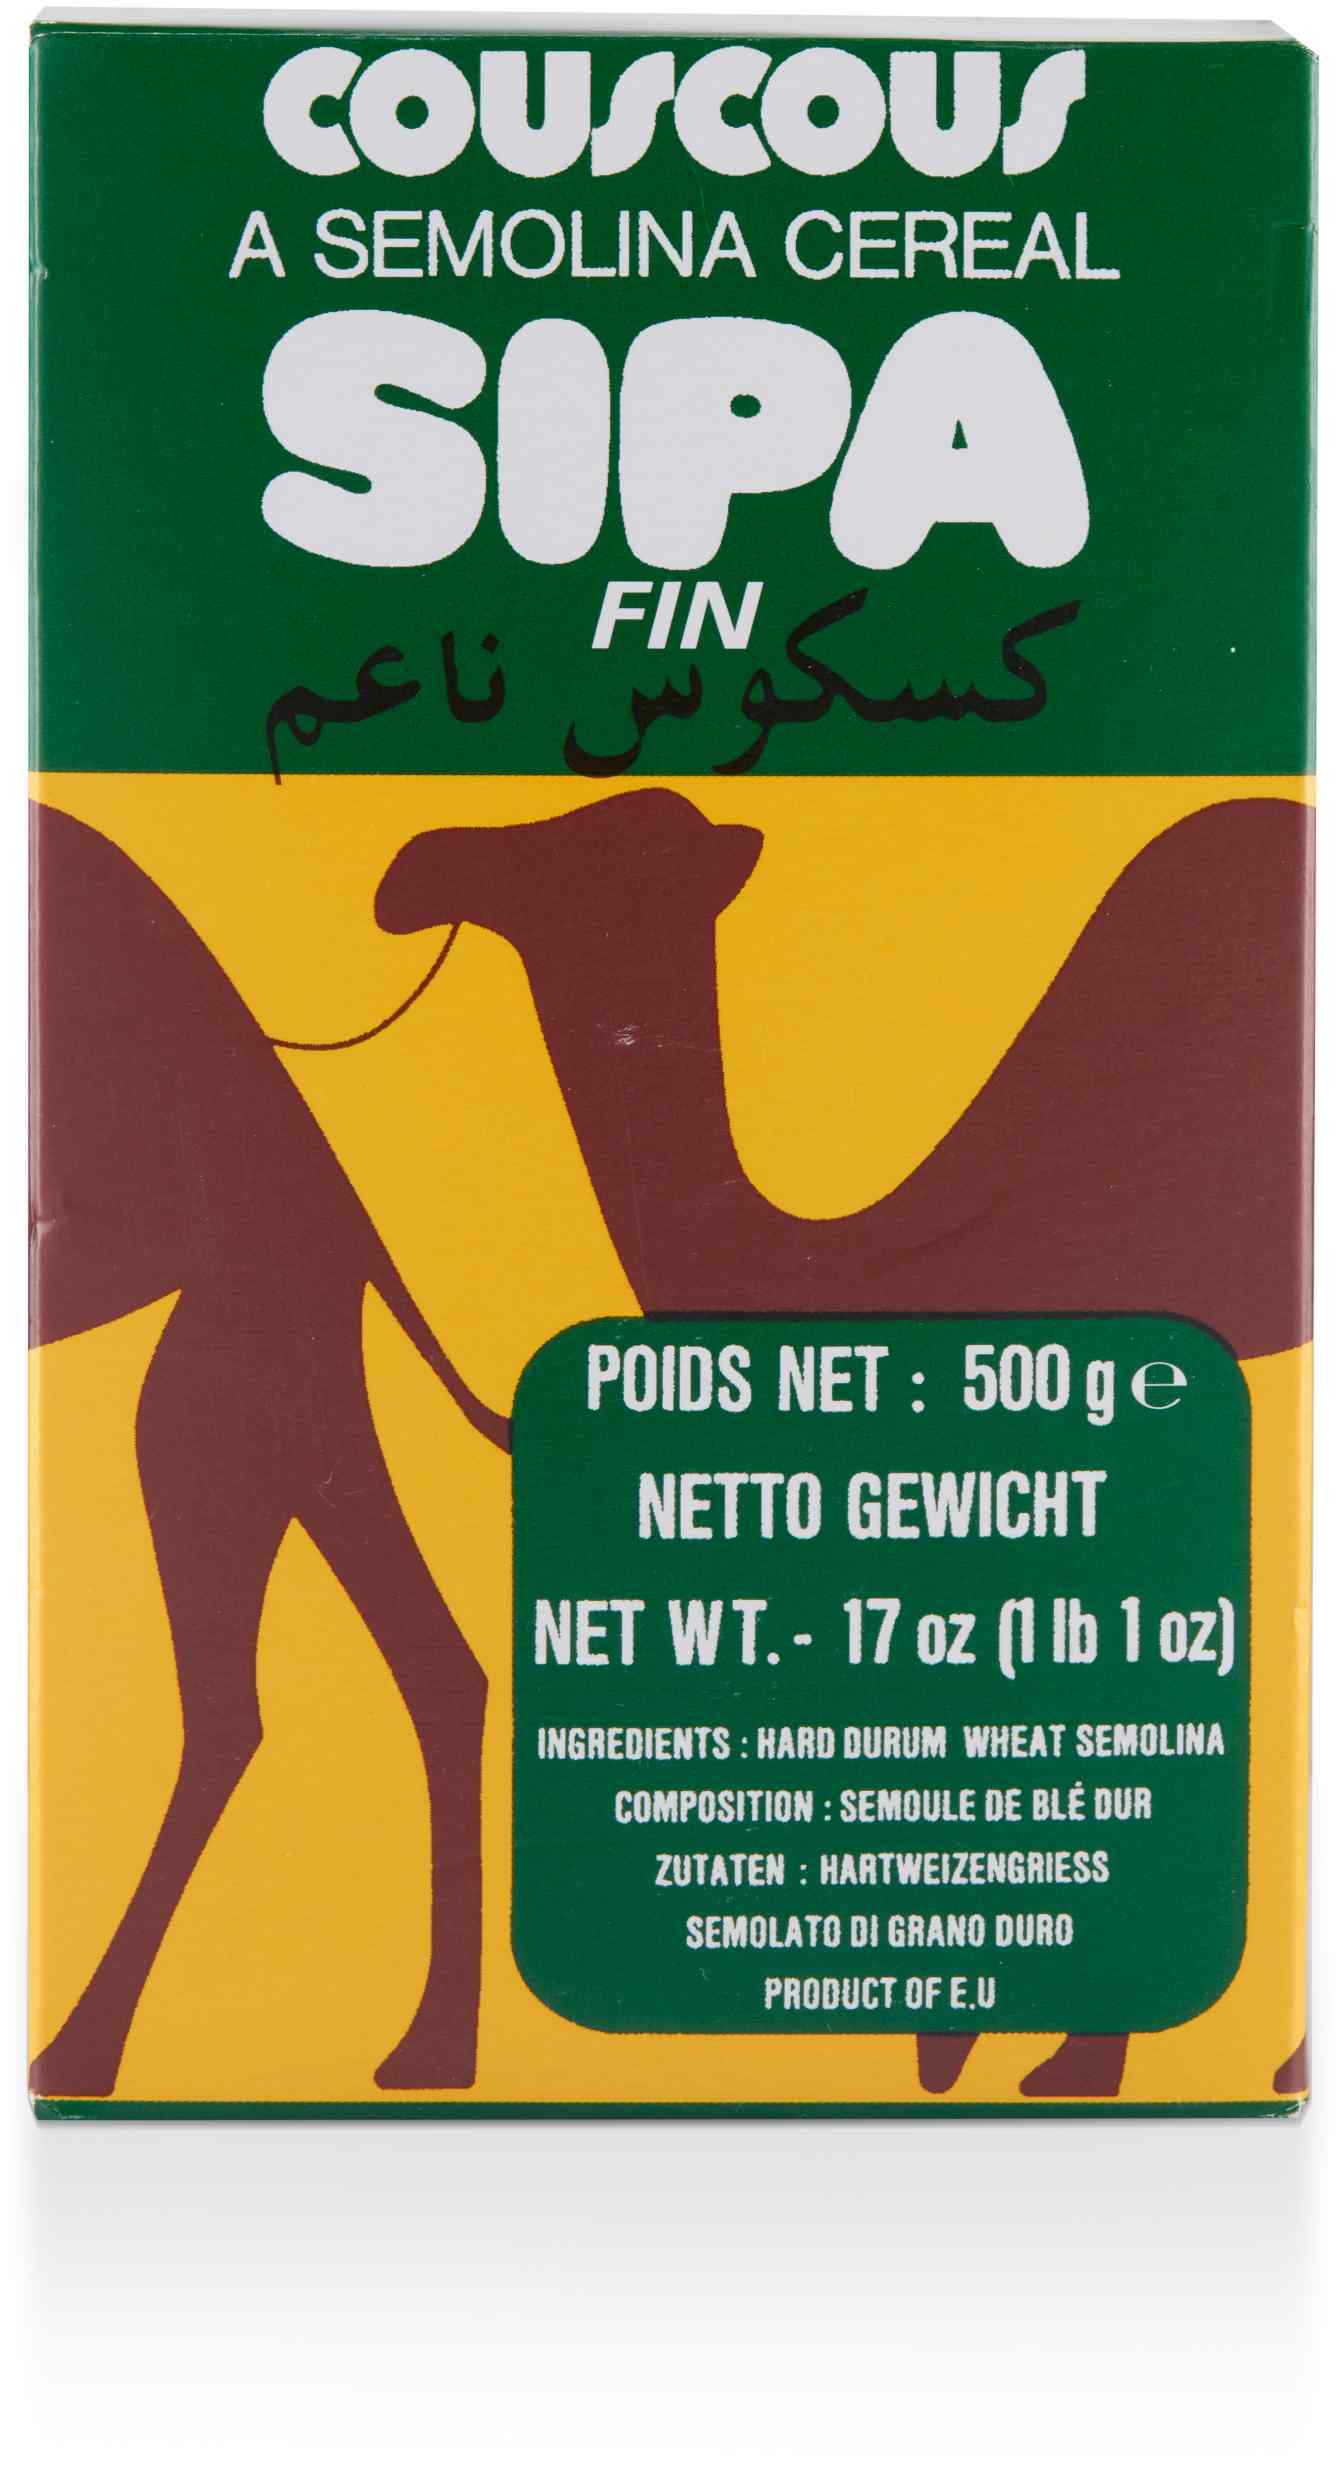 COUSCOUS
A SEMOLINA CEREAL
SIPA
FIN
كسكوس ناعم
POIDS NET : 500 g ℮
NETTO GEWICHT
NET WT. - 17 oz (1 lb 1 oz)
INGREDIENTS : HARD DURUM WHEAT SEMOLINA
COMPOSITION : SEMOULE DE BLÉ DUR
ZUTATEN : HARTWEIZENGRIESS
SEMOLATO DI GRANO DURO
PRODUCT OF E.U